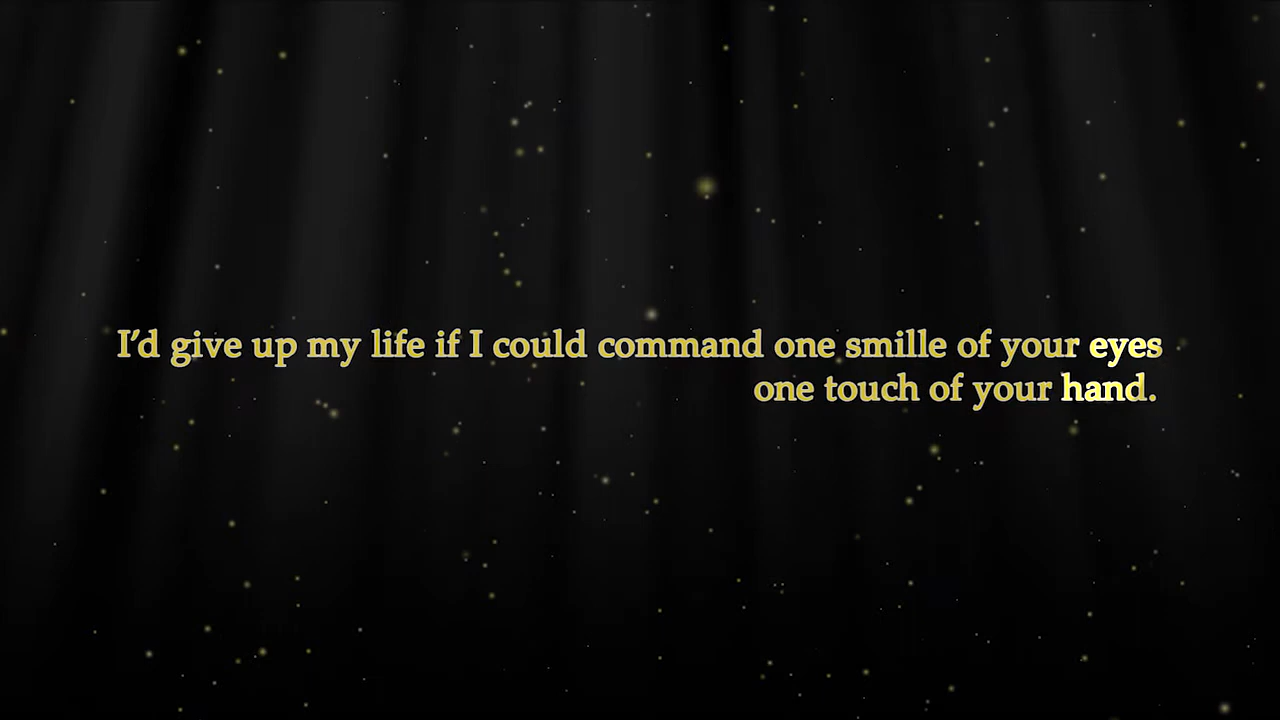 I’d give up my life if I could command one smille of your eyes
one touch of your hand.